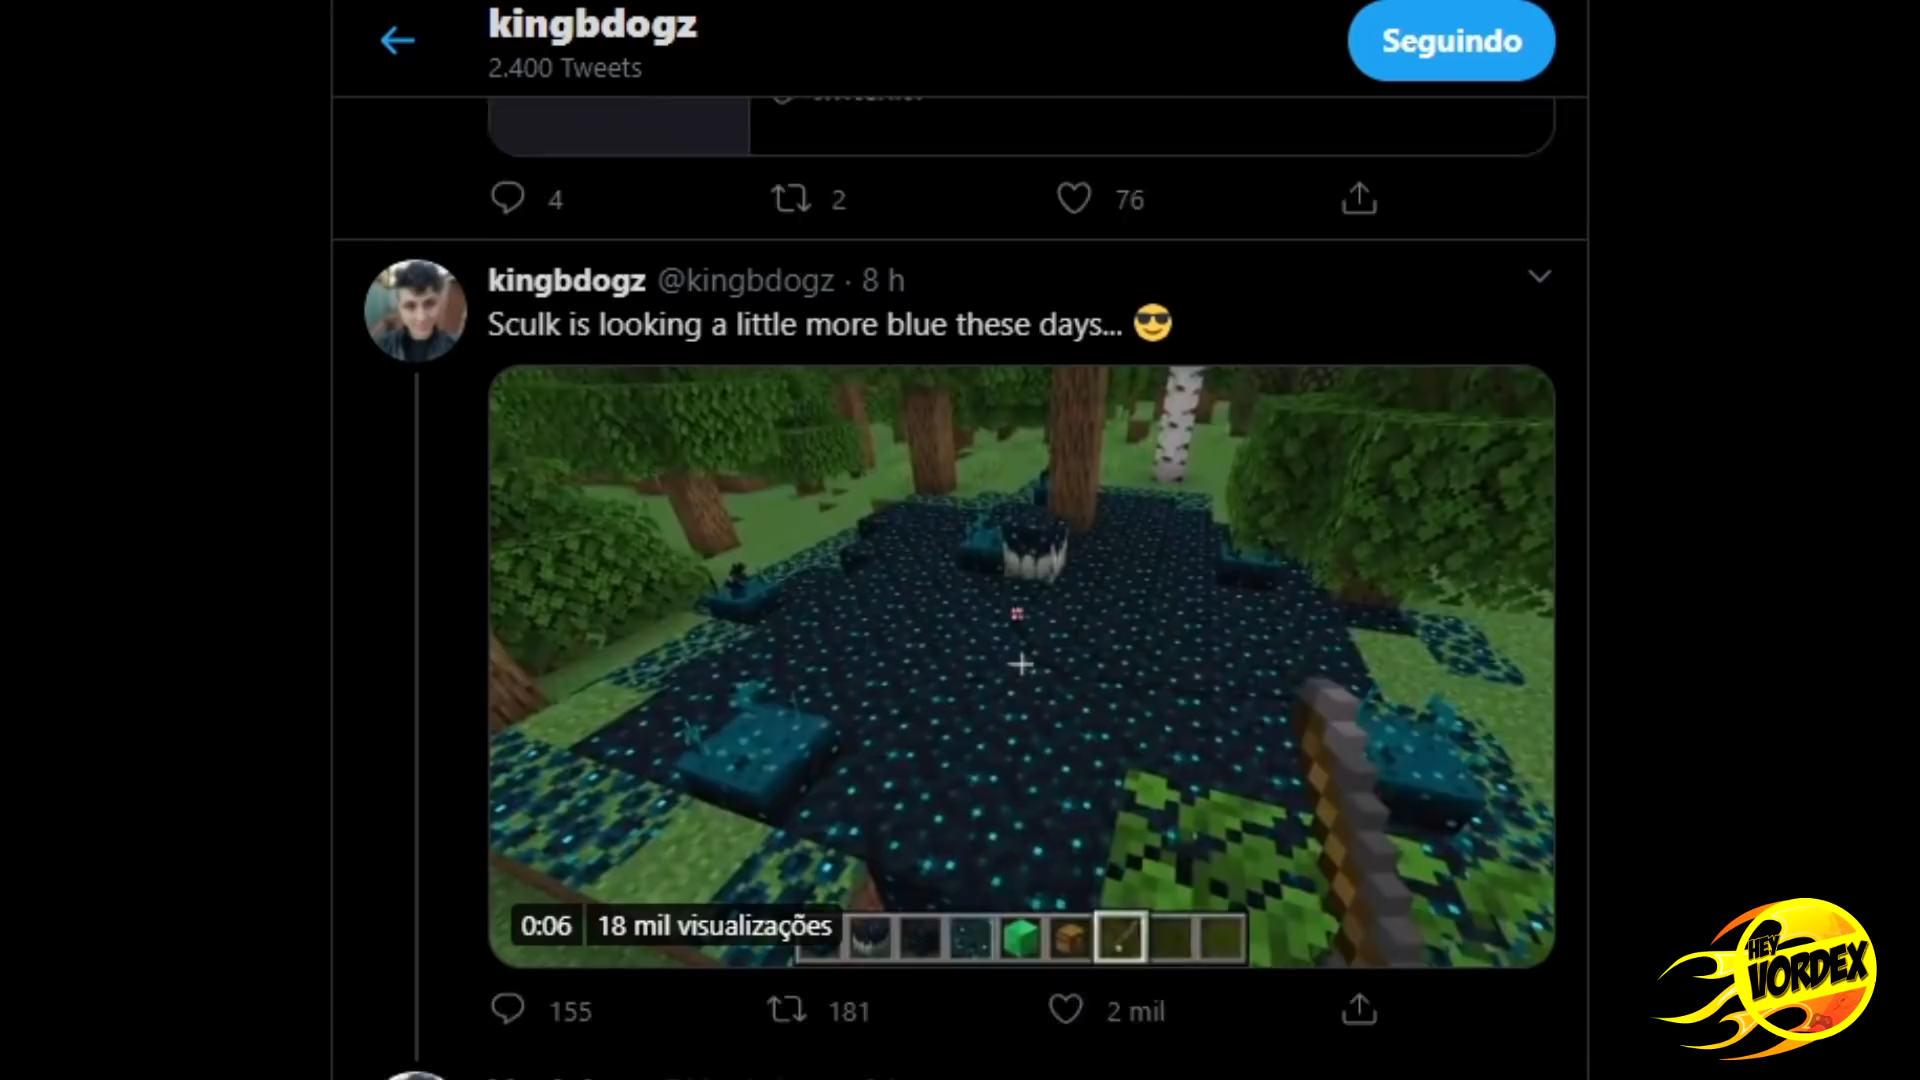 kingbdogz
2.400 Tweets
Seguindo
4
2
76
kingbdogz @kingbdogz · 8 h
Sculk is looking a little more blue these days... 😎
0:06
18 mil visualizações
155
181
2 mil
HEY
VORDEX